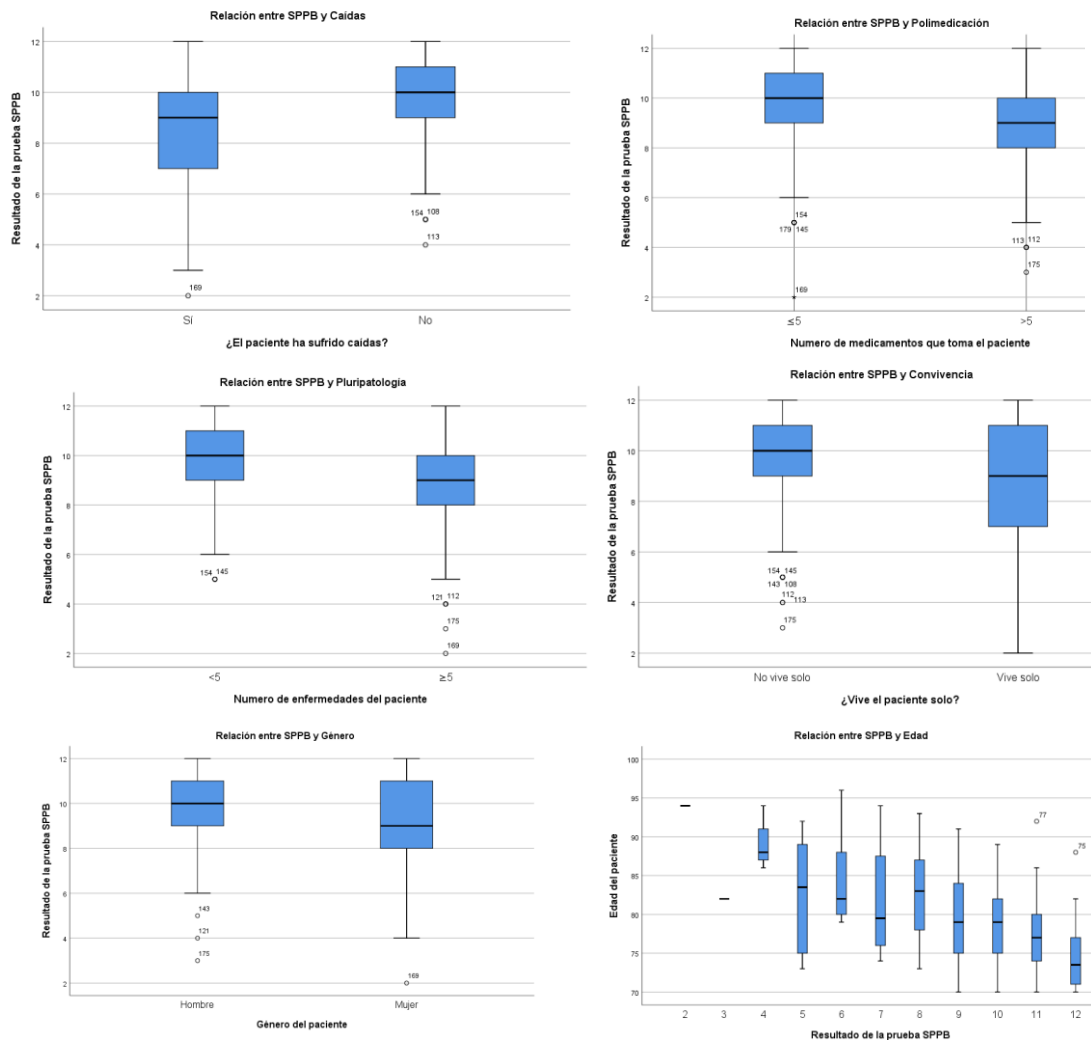 Relación entre SPPB y Caídas
Resultado de la prueba SPPB
12
10
8
6
4
2
154 108
113
169
Sí
No
¿El paciente ha sufrido caídas?
Relación entre SPPB y Polimedicación
Resultado de la prueba SPPB
12
10
8
6
4
2
154
179 145
169
113 112
175
≤5
>5
Numero de medicamentos que toma el paciente
Relación entre SPPB y Pluripatología
Resultado de la prueba SPPB
12
10
8
6
4
2
154 145
121 112
175
169
<5
≥5
Numero de enfermedades del paciente
Relación entre SPPB y Convivencia
Resultado de la prueba SPPB
12
10
8
6
4
2
154 145
143 108
112 113
175
No vive solo
Vive solo
¿Vive el paciente solo?
Relación entre SPPB y Género
Resultado de la prueba SPPB
12
10
8
6
4
2
143
121
175
169
Hombre
Mujer
Género del paciente
Relación entre SPPB y Edad
Edad del paciente
100
95
90
85
80
75
70
77
75
2 3 4 5 6 7 8 9 10 11 12
Resultado de la prueba SPPB